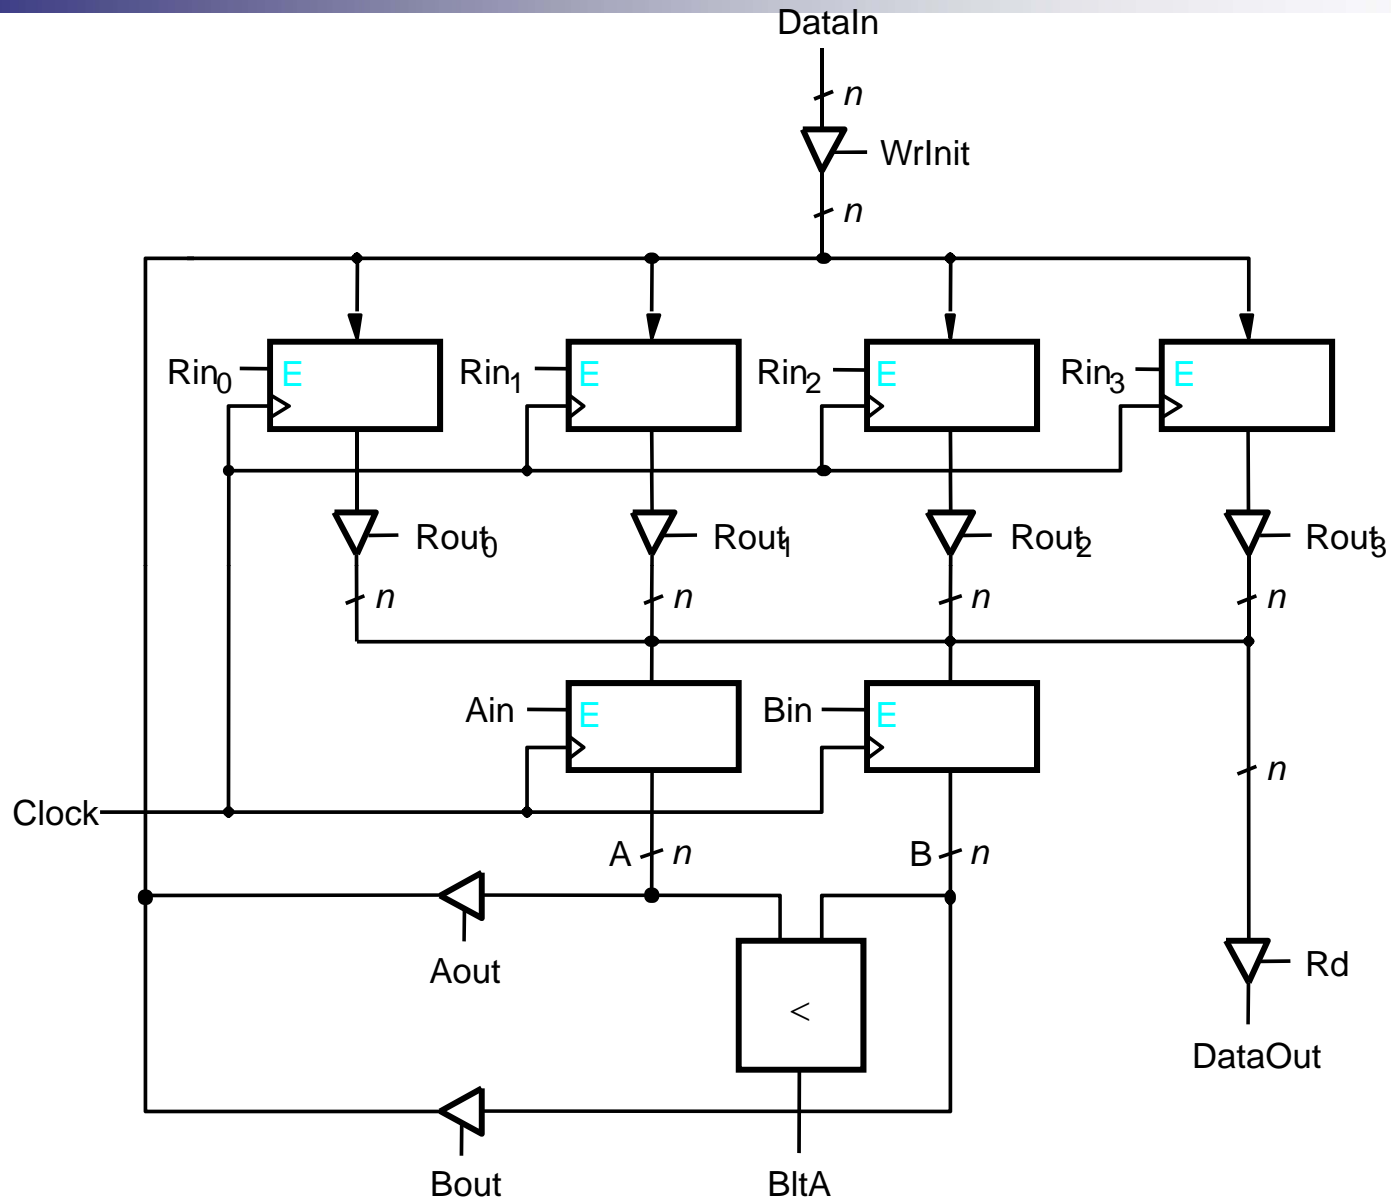 DataIn
n
WrInit
n
Rin0 E Rin1 E Rin2 E Rin3 E
Rout0 Rout1 Rout2 Rout3
n n n n
Ain E Bin E
n
Clock
A n B n
Aout
<
Rd
DataOut
Bout BltA